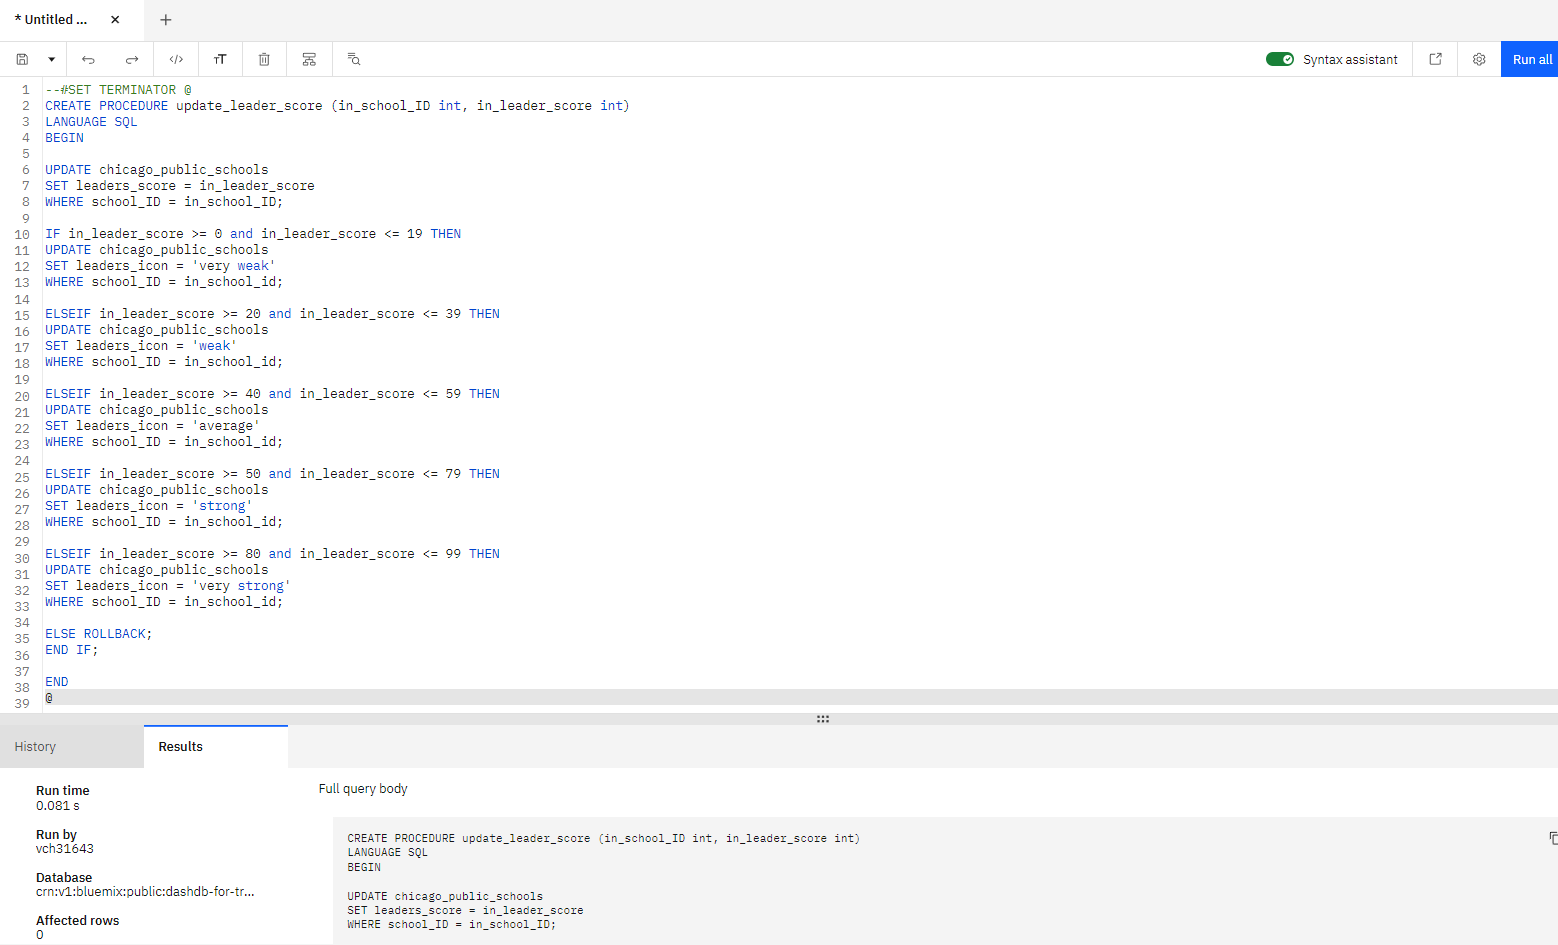 * Untitled ...
Syntax assistant
Run all
1 --#SET TERMINATOR @
2 CREATE PROCEDURE update_leader_score (in_school_ID int, in_leader_score int)
3 LANGUAGE SQL
4 BEGIN
5
6 UPDATE chicago_public_schools
7 SET leaders_score = in_leader_score
8 WHERE school_ID = in_school_ID;
9
10 IF in_leader_score >= 0 and in_leader_score <= 19 THEN
11 UPDATE chicago_public_schools
12 SET leaders_icon = 'very weak'
13 WHERE school_ID = in_school_id;
14
15 ELSEIF in_leader_score >= 20 and in_leader_score <= 39 THEN
16 UPDATE chicago_public_schools
17 SET leaders_icon = 'weak'
18 WHERE school_ID = in_school_id;
19
20 ELSEIF in_leader_score >= 40 and in_leader_score <= 59 THEN
21 UPDATE chicago_public_schools
22 SET leaders_icon = 'average'
23 WHERE school_ID = in_school_id;
24
25 ELSEIF in_leader_score >= 50 and in_leader_score <= 79 THEN
26 UPDATE chicago_public_schools
27 SET leaders_icon = 'strong'
28 WHERE school_ID = in_school_id;
29
30 ELSEIF in_leader_score >= 80 and in_leader_score <= 99 THEN
31 UPDATE chicago_public_schools
32 SET leaders_icon = 'very strong'
33 WHERE school_ID = in_school_id;
34
35 ELSE ROLLBACK;
36 END IF;
37
38 END
39 @
History
Results
Run time
0.081 s
Run by
vch31643
Database
crn:v1:bluemix:public:dashdb-for-tr...
Affected rows
0
Full query body
CREATE PROCEDURE update_leader_score (in_school_ID int, in_leader_score int)
LANGUAGE SQL
BEGIN
UPDATE chicago_public_schools
SET leaders_score = in_leader_score
WHERE school_ID = in_school_ID;